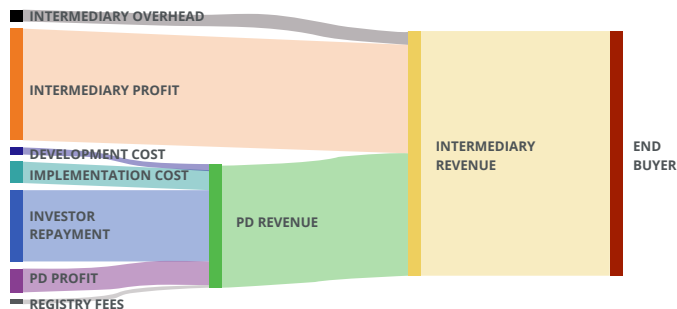 INTERMEDIARY OVERHEAD
INTERMEDIARY PROFIT
DEVELOPMENT COST
IMPLEMENTATION COST
INVESTOR
REPAYMENT
PD PROFIT
REGISTRY FEES
PD REVENUE
INTERMEDIARY
REVENUE
END
BUYER